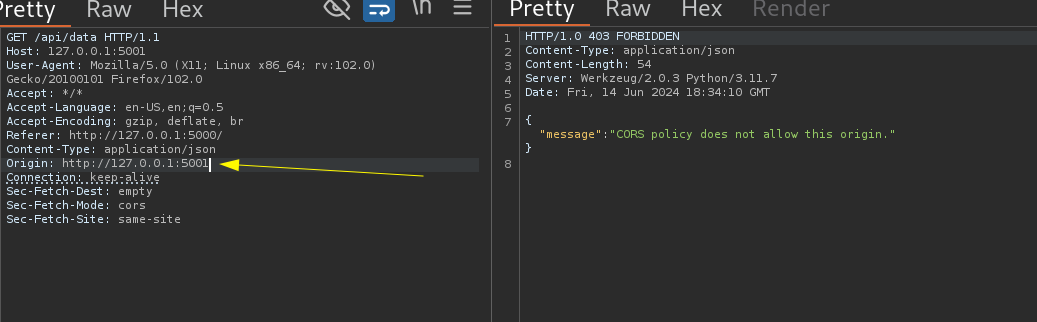 Pretty Raw Hex \n
GET /api/data HTTP/1.1
Host: 127.0.0.1:5001
User-Agent: Mozilla/5.0 (X11; Linux x86_64; rv:102.0)
Gecko/20100101 Firefox/102.0
Accept: */*
Accept-Language: en-US,en;q=0.5
Accept-Encoding: gzip, deflate, br
Referer: http://127.0.0.1:5000/
Content-Type: application/json
Origin: http://127.0.0.1:5001
Connection: keep-alive
Sec-Fetch-Dest: empty
Sec-Fetch-Mode: cors
Sec-Fetch-Site: same-site
Pretty Raw Hex Render
1 HTTP/1.0 403 FORBIDDEN
2 Content-Type: application/json
3 Content-Length: 54
4 Server: Werkzeug/2.0.3 Python/3.11.7
5 Date: Fri, 14 Jun 2024 18:34:10 GMT
6
7 {
"message":"CORS policy does not allow this origin."
}
8